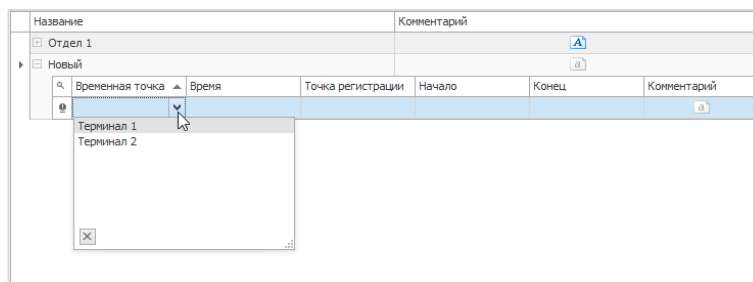 Название Комментарий
Отдел 1 A
Новый a
Временная точка Время Точка регистрации Начало Конец Комментарий
a
Терминал 1
Терминал 2